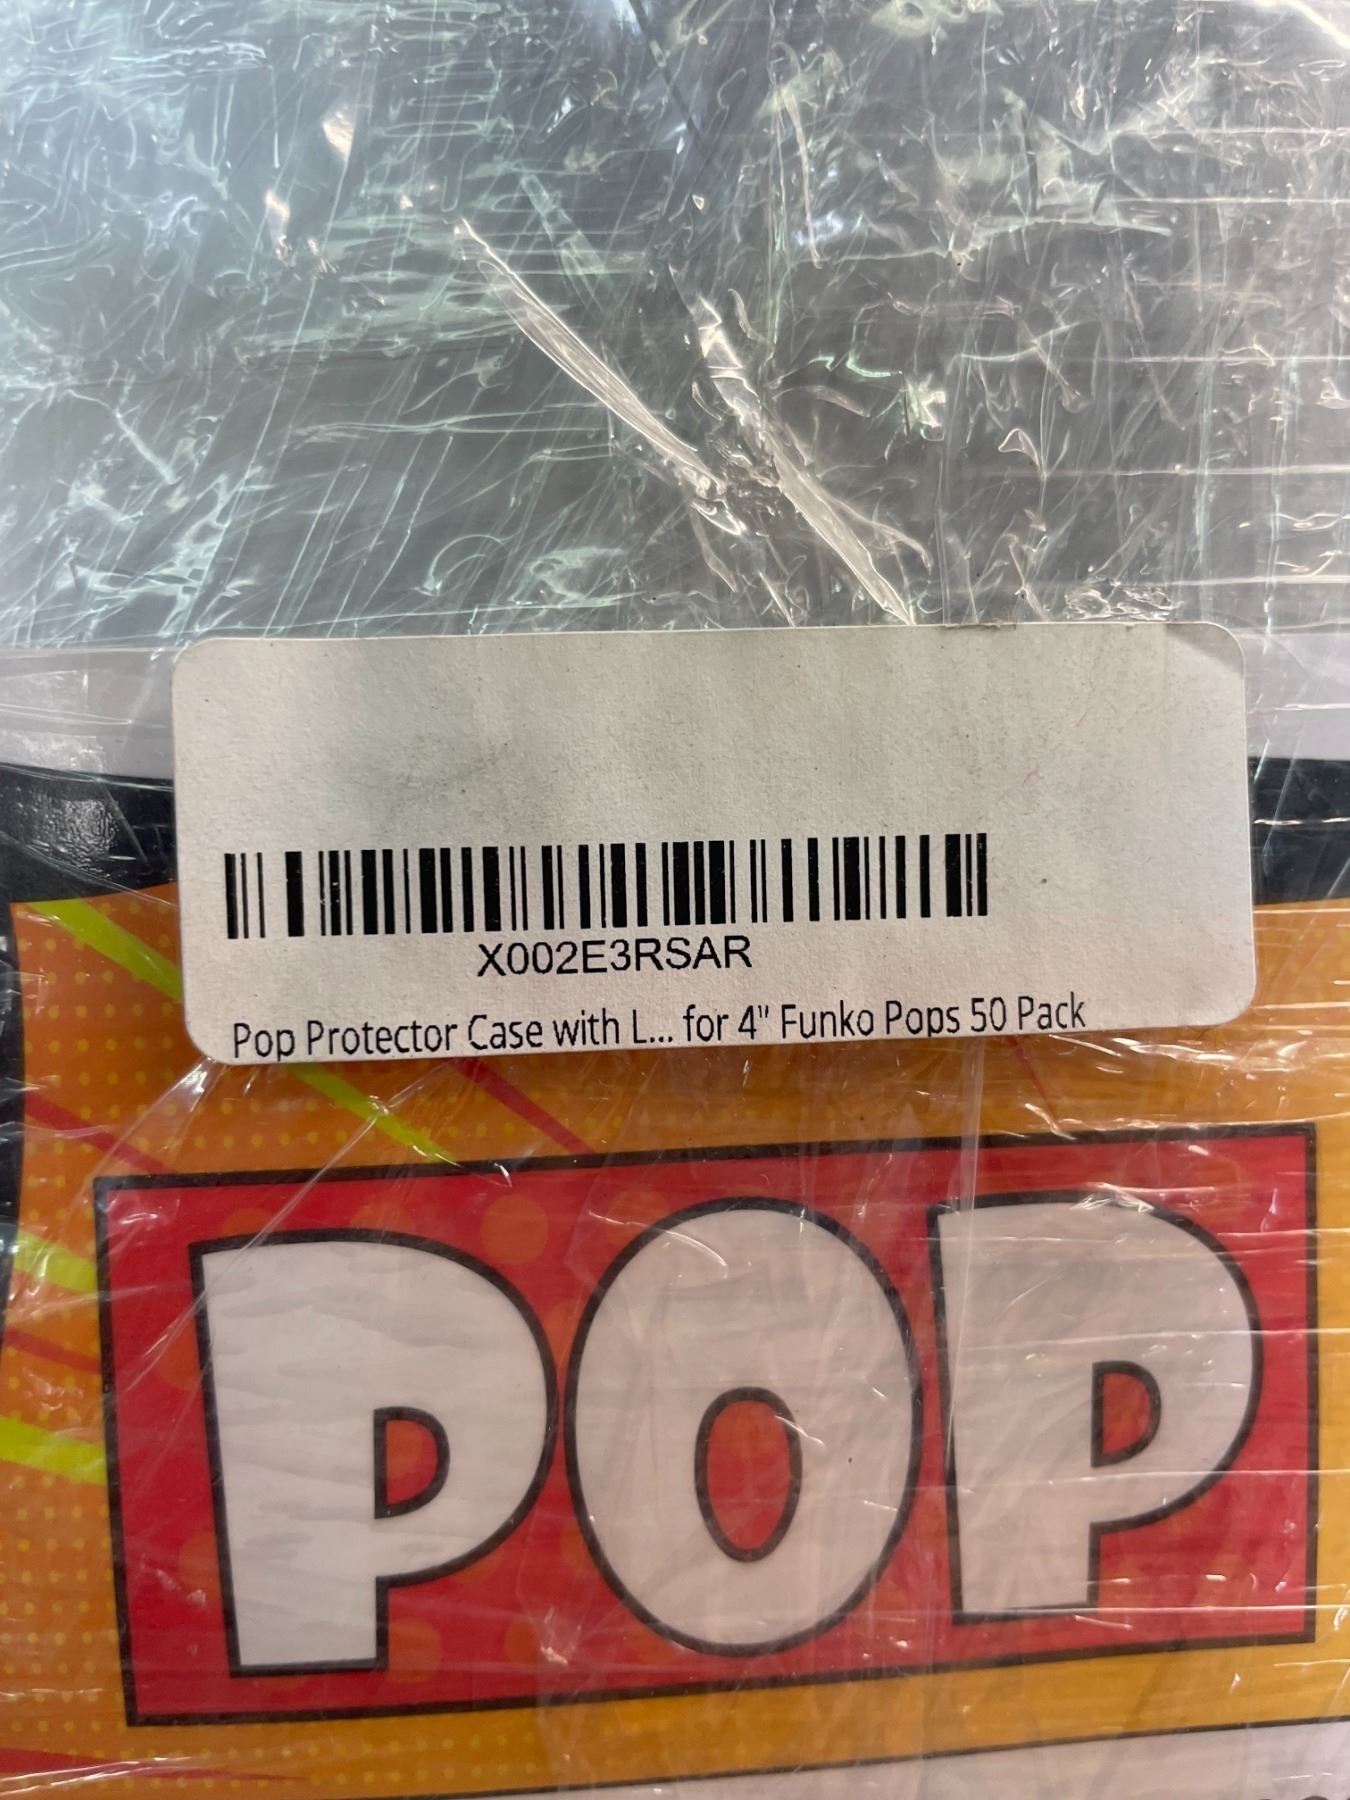 X002E3RSAR
Pop Protector Case with L... for 4" Funko Pops 50 Pack
POP